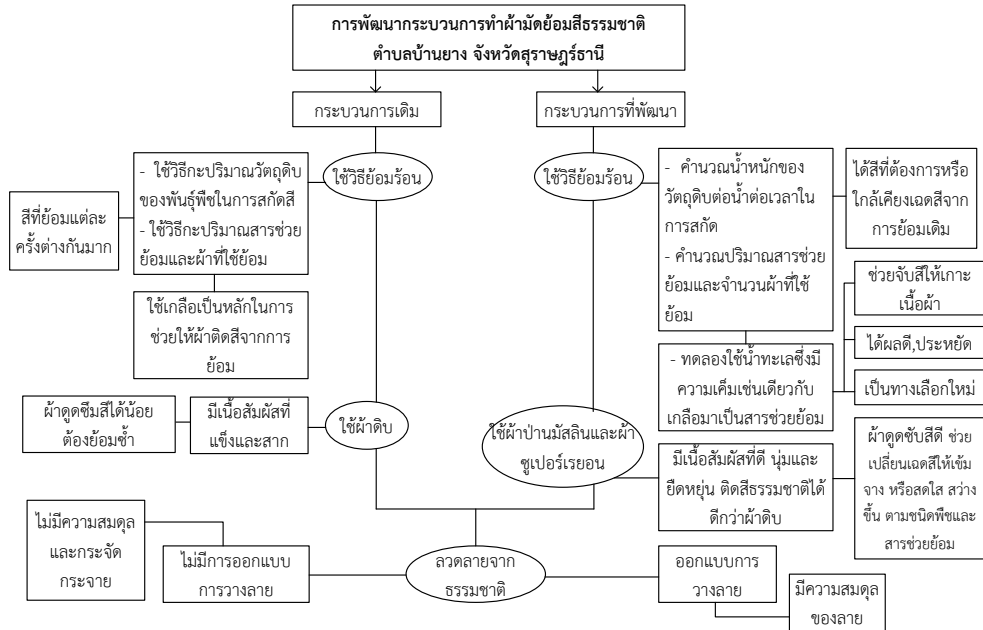 การพัฒนากระบวนการทำผ้ามัดย้อมสีธรรมชาติ
ตำบลบ้านยาง จังหวัดสุราษฎร์ธานี
กระบวนการเดิม
กระบวนการที่พัฒนา
ใช้วิธีย้อมร้อน
ใช้วิธีย้อมร้อน
- ใช้วิธีกะปริมาณวัตถุดิบ
ของพันธุ์พืชในการสกัดสี
- ใช้วิธีกะปริมาณสารช่วย
ย้อมและผ้าที่ใช้ย้อม
สีที่ย้อมแต่ละ
ครั้งต่างกันมาก
ใช้เกลือเป็นหลักในการ
ช่วยให้ผ้าติดสีจากการ
ย้อม
- คำนวณน้ำหนักของ
วัตถุดิบต่อน้ำต่อเวลาใน
การสกัด
- คำนวณปริมาณสารช่วย
ย้อมและจำนวนผ้าที่ใช้
ย้อม
ได้สีที่ต้องการหรือ
ใกล้เคียงเฉดสีจาก
การย้อมเดิม
ช่วยจับสีให้เกาะ
เนื้อผ้า
ได้ผลดี,ประหยัด
เป็นทางเลือกใหม่
- ทดลองใช้น้ำทะเลซึ่งมี
ความเค็มเช่นเดียวกับ
เกลือมาเป็นสารช่วยย้อม
ผ้าดูดซึมสีได้น้อย
ต้องย้อมซ้ำ
มีเนื้อสัมผัสที่
แข็งและสาก
ใช้ผ้าดิบ
ใช้ผ้าป่านมัสลินและผ้า
ซูเปอร์เรยอน
มีเนื้อสัมผัสที่ดี นุ่มและ
ยืดหยุ่น ติดสีธรรมชาติได้
ดีกว่าผ้าดิบ
ผ้าดูดซับสีดี ช่วย
เปลี่ยนเฉดสีให้เข้ม
จาง หรือสดใส สว่าง
ขึ้น ตามชนิดพืชและ
สารช่วยย้อม
ไม่มีความสมดุล
และกระจัด
กระจาย
ไม่มีการออกแบบ
การวางลาย
ลวดลายจาก
ธรรมชาติ
ออกแบบการ
วางลาย
มีความสมดุล
ของลาย